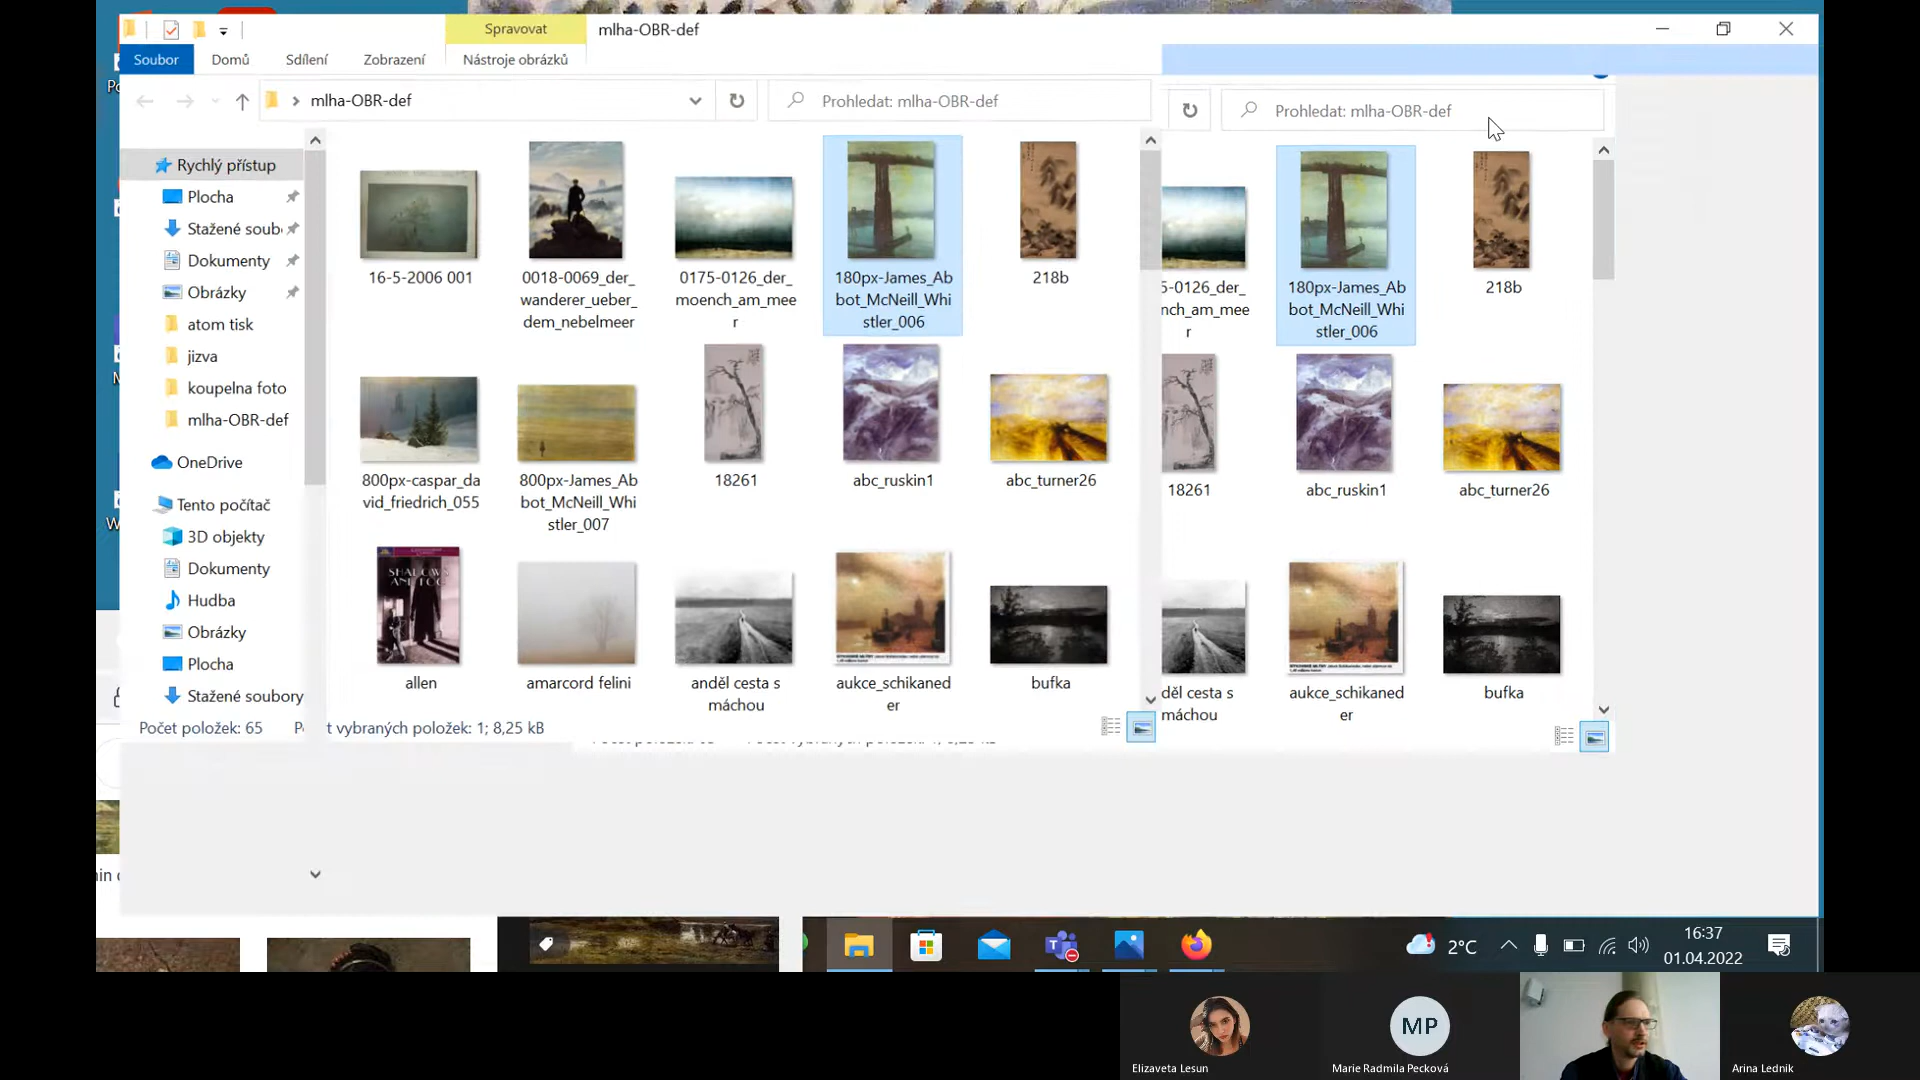 Spravovat
mlha-OBR-def
Soubor
Domů
Sdílení
Zobrazení
Nástroje obrázků
mlha-OBR-def
Prohledat: mlha-OBR-def
Prohledat: mlha-OBR-def
Rychlý přístup
Plocha
Stažené soub
Dokumenty
Obrázky
atom tisk
jizva
koupelna foto
mlha-OBR-def
OneDrive
Tento počítač
3D objekty
Dokumenty
Hudba
Obrázky
Plocha
Stažené soubory
16-5-2006 001
0018-0069_der_
wanderer_ueber_
dem_nebelmeer
0175-0126_der_
moench_am_mee
r
180px-James_Ab
bot_McNeill_Whi
stler_006
218b
5-0126_der_
nch_am_mee
r
180px-James_Ab
bot_McNeill_Whi
stler_006
218b
800px-caspar_da
vid_friedrich_055
800px-James_Ab
bot_McNeill_Whi
stler_007
18261
abc_ruskin1
abc_turner26
18261
abc_ruskin1
abc_turner26
SHADOWS
AND FOG
allen
amarcord felini
anděl cesta s
máchou
aukce_schikaned
er
bufka
děl cesta s
máchou
aukce_schikaned
er
bufka
Počet položek: 65
P
t vybraných položek: 1; 8,25 kB
2°C
16:37
01.04.2022
MP
Elizaveta Lesun
Marie Radmila Pecková
Arina Lednik